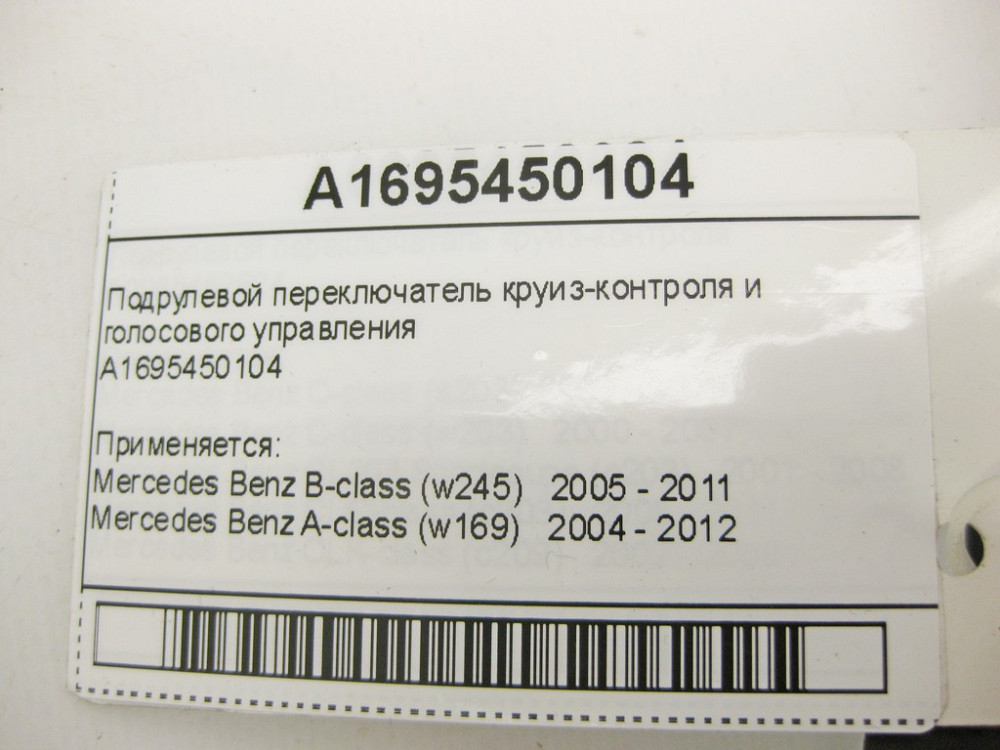 A1695450104
Подрулевой переключатель круиз-контроля и
голосового управления
A1695450104
Применяется:
Mercedes Benz B-class (w245) 2005 - 2011
Mercedes Benz A-class (w169) 2004 - 2012